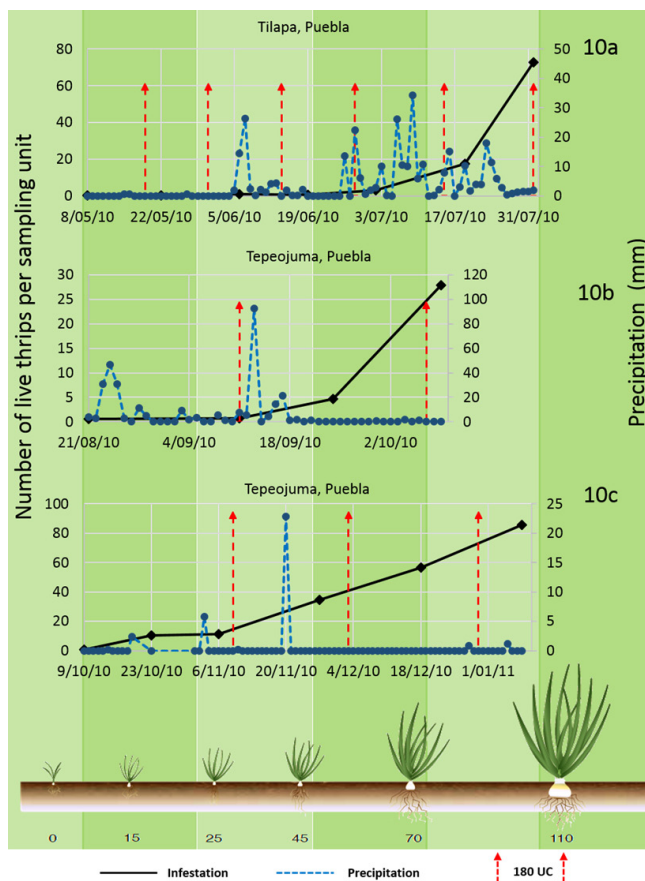 Tilapa, Puebla
10a
80
60
40
20
0
50
40
30
20
10
0
8/05/10 22/05/10 5/06/10 19/06/10 3/07/10 17/07/10 31/07/10
Number of live thrips per sampling unit
Precipitation (mm)
Tepeojuma, Puebla
10b
30
25
20
15
10
5
0
120
100
80
60
40
20
0
21/08/10 4/09/10 18/09/10 2/10/10
Tepeojuma, Puebla
10c
100
80
60
40
20
0
25
20
15
10
5
0
9/10/10 23/10/10 6/11/10 20/11/10 4/12/10 18/12/10 1/01/11
0 15 25 45 70 110
Infestation Precipitation 180 UC